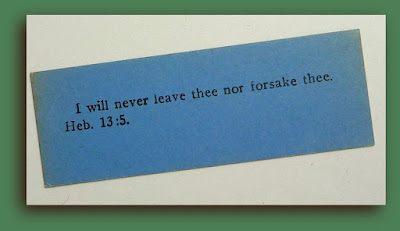 I will never leave thee nor forsake thee.
Heb. 13:5.